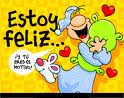 Estoy
feliz...
¡Y TÚ
ERES EL
MOTIVO!